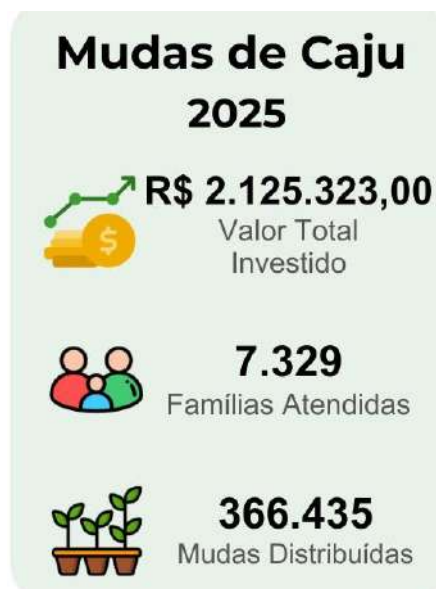 Mudas de Caju
2025
R$ 2.125.323,00
Valor Total
Investido
7.329
Famílias Atendidas
366.435
Mudas Distribuídas